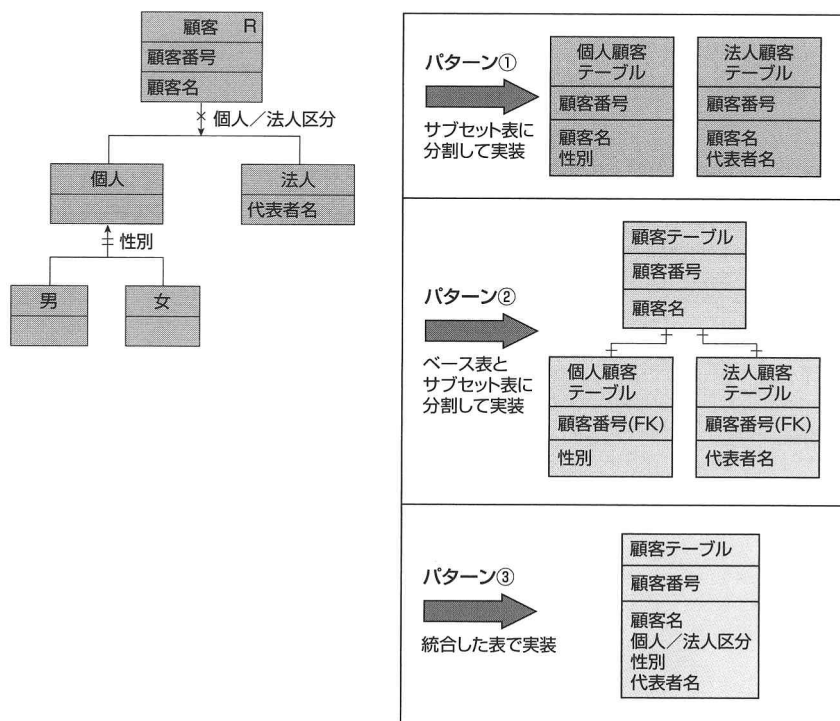 顧客 R
顧客番号
顧客名
個人／法人区分
個人
法人
代表者名
性別
男
女
パターン①
サブセット表に
分割して実装
個人顧客
テーブル
顧客番号
顧客名
性別
法人顧客
テーブル
顧客番号
顧客名
代表者名
パターン②
ベース表と
サブセット表に
分割して実装
顧客テーブル
顧客番号
顧客名
個人顧客
テーブル
顧客番号(FK)
性別
法人顧客
テーブル
顧客番号(FK)
代表者名
パターン③
統合した表で実装
顧客テーブル
顧客番号
顧客名
個人／法人区分
性別
代表者名